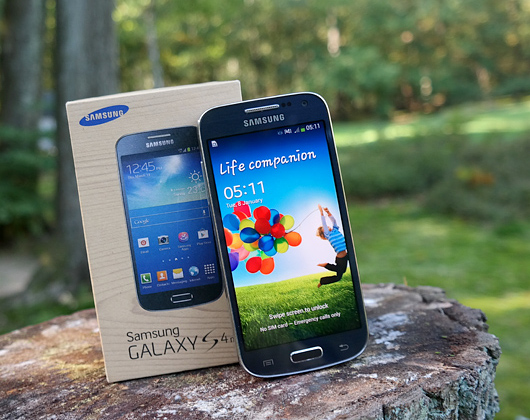 SAMSUNG
SAMSUNG
12:45
Google
Samsung
GALAXY S4
SAMSUNG
05:11
Life companion
05:11
Tue, 8 January
Swipe screen to unlock
No SIM card — Emergency calls only